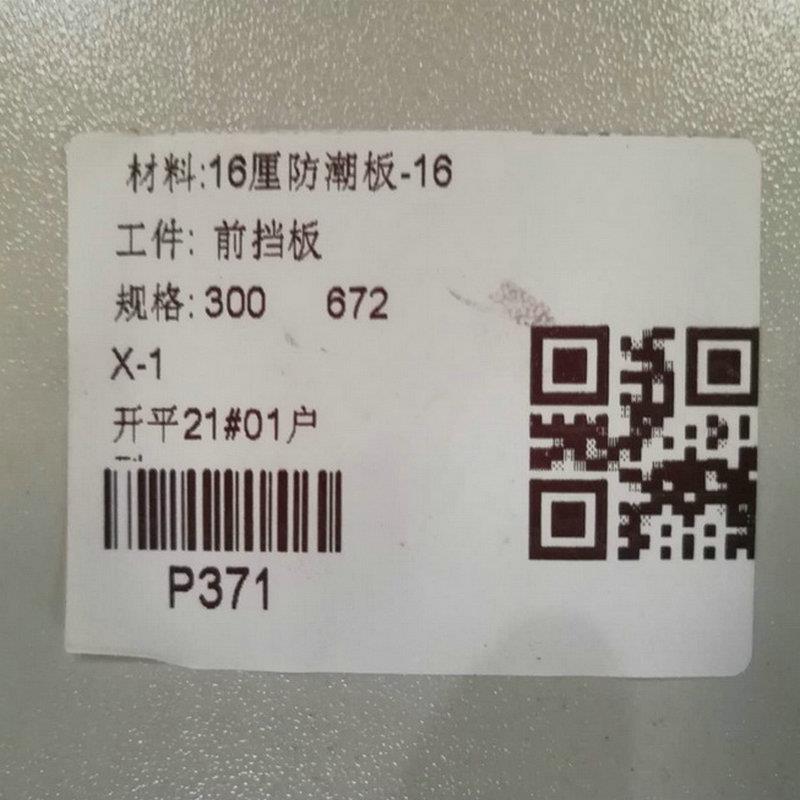 材料:16厘防潮板-16
工件: 前挡板
规格: 300 672
X-1
开平21#01户
P371